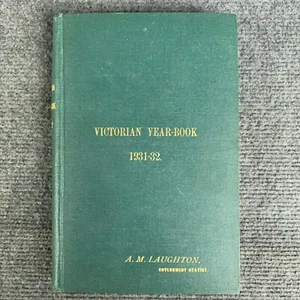 VICTORIAN YEAR-BOOK
1931-32.
A. M. LAUGHTON,
GOVERNMENT STATIST